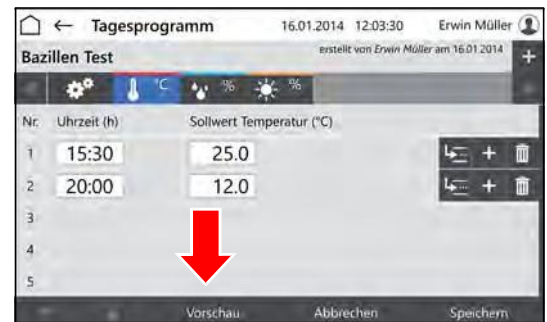 ← Tagesprogramm 16.01.2014 12:03:30 Erwin Müller
Bazillen Test erstellt von Erwin Müller am 16.01.2014 +
°C % %
Nr. Uhrzeit (h) Sollwert Temperatur (°C)
1 15:30 25.0 +
2 20:00 12.0 +
3
4
5
Vorschau Abbrechen Speichern